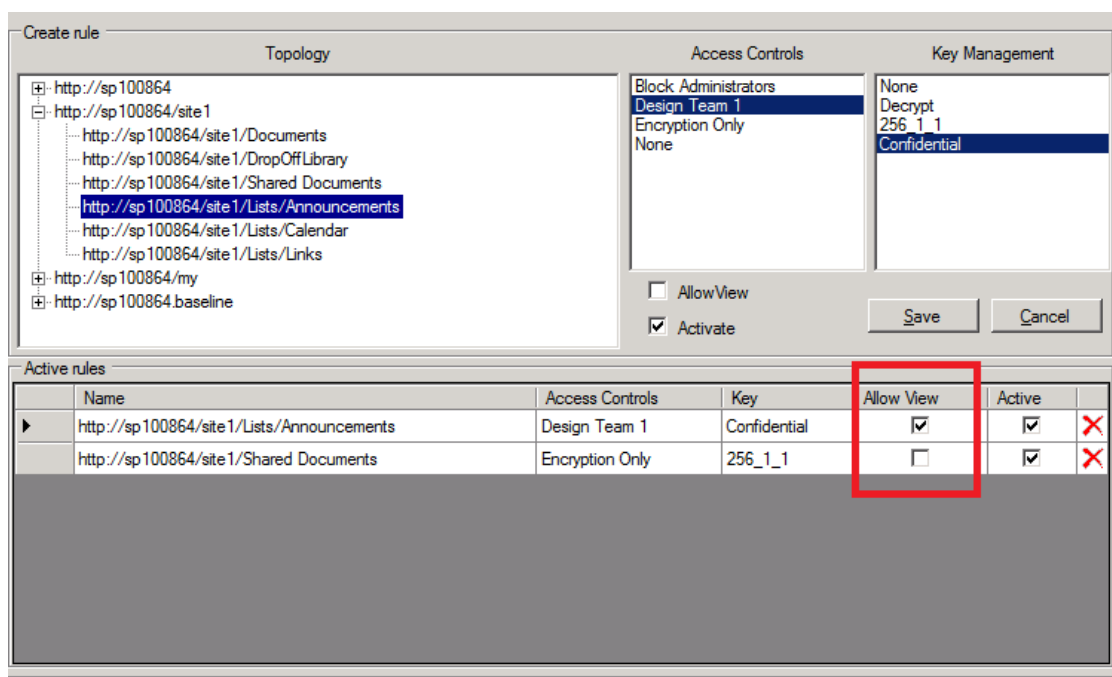 Create rule
Topology
Access Controls
Key Management
http://sp100864
http://sp100864/site1
http://sp100864/site1/Documents
http://sp100864/site1/DropOffLibrary
http://sp100864/site1/Shared Documents
http://sp100864/site1/Lists/Announcements
http://sp100864/site1/Lists/Calendar
http://sp100864/site1/Lists/Links
http://sp100864/my
http://sp100864.baseline
Block Administrators
Design Team 1
Encryption Only
None
None
Decrypt
256_1_1
Confidential
AllowView
Activate
Save
Cancel
Active rules
Name Access Controls Key Allow View Active
http://sp100864/site1/Lists/Announcements Design Team 1 Confidential
http://sp100864/site1/Shared Documents Encryption Only 256_1_1